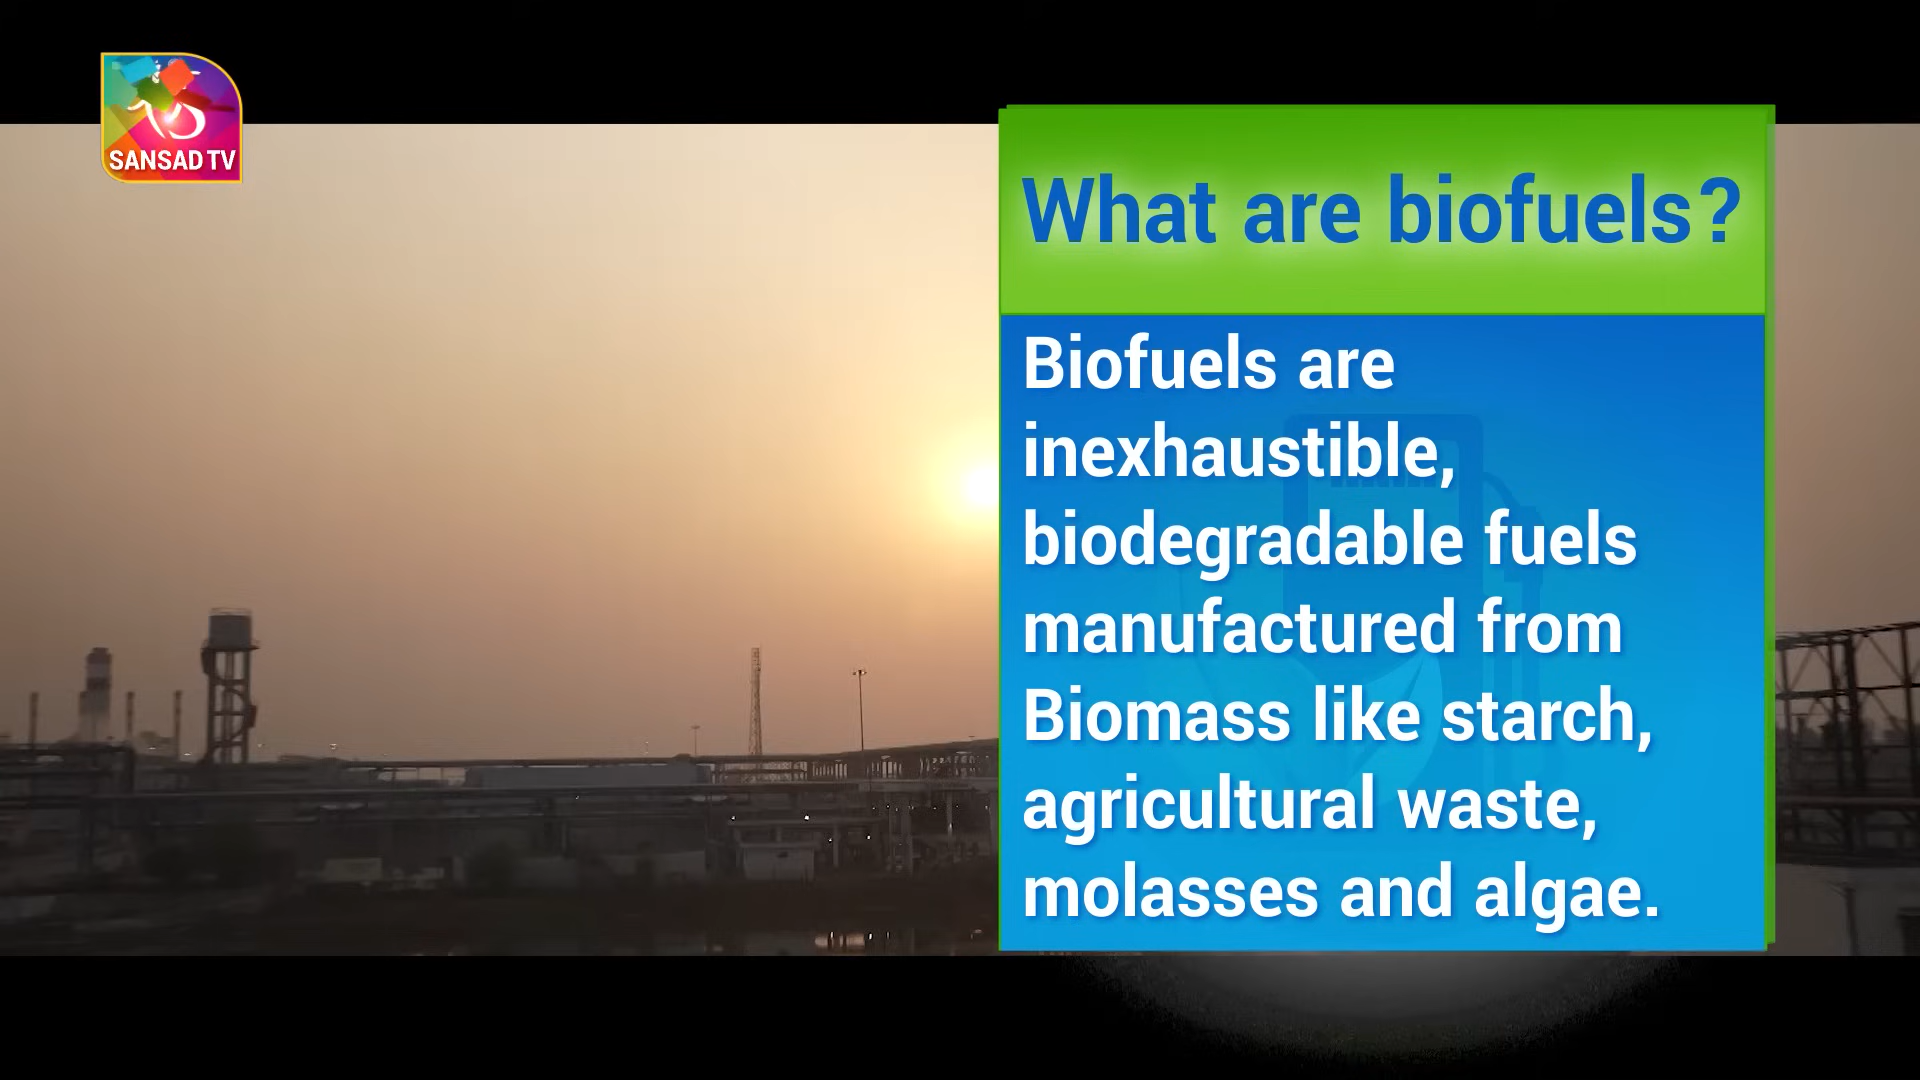 SANSAD TV
What are biofuels?
Biofuels are
inexhaustible,
biodegradable fuels
manufactured from
Biomass like starch,
agricultural waste,
molasses and algae.